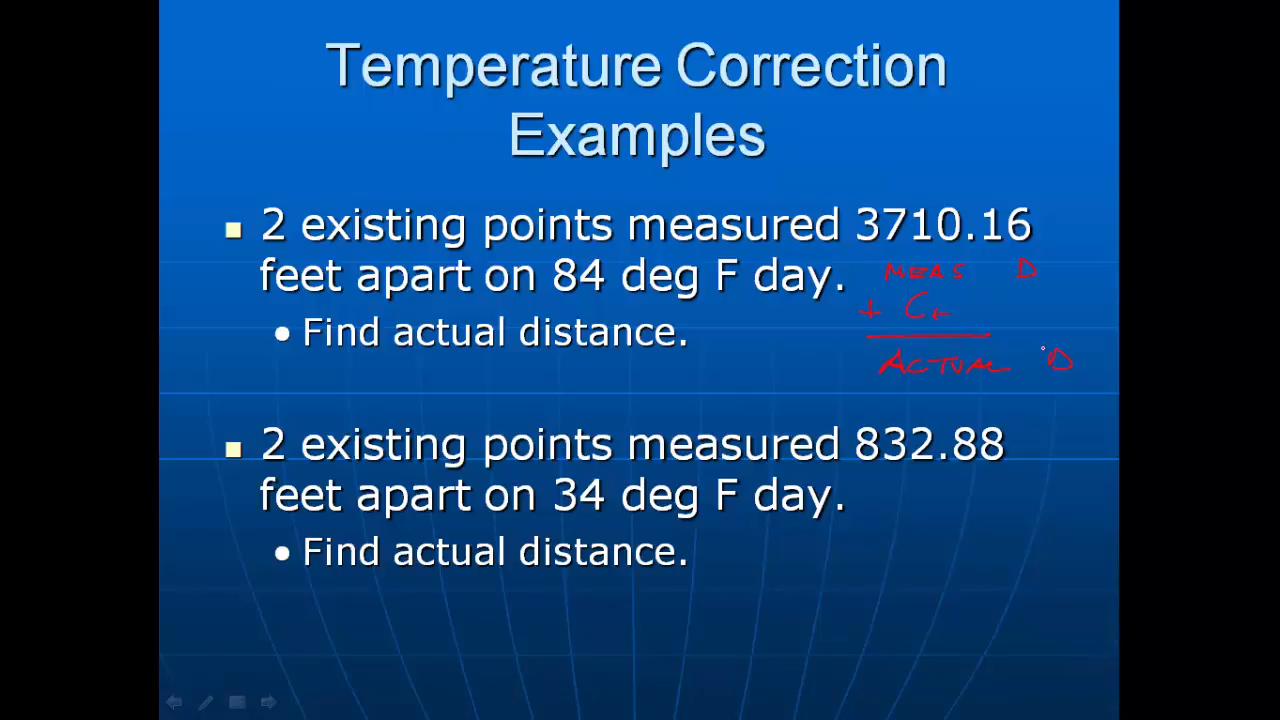 Temperature Correction
Examples
2 existing points measured 3710.16
feet apart on 84 deg F day.
MEAS D
+ Ct
• Find actual distance.
ACTUAL D
2 existing points measured 832.88
feet apart on 34 deg F day.
• Find actual distance.